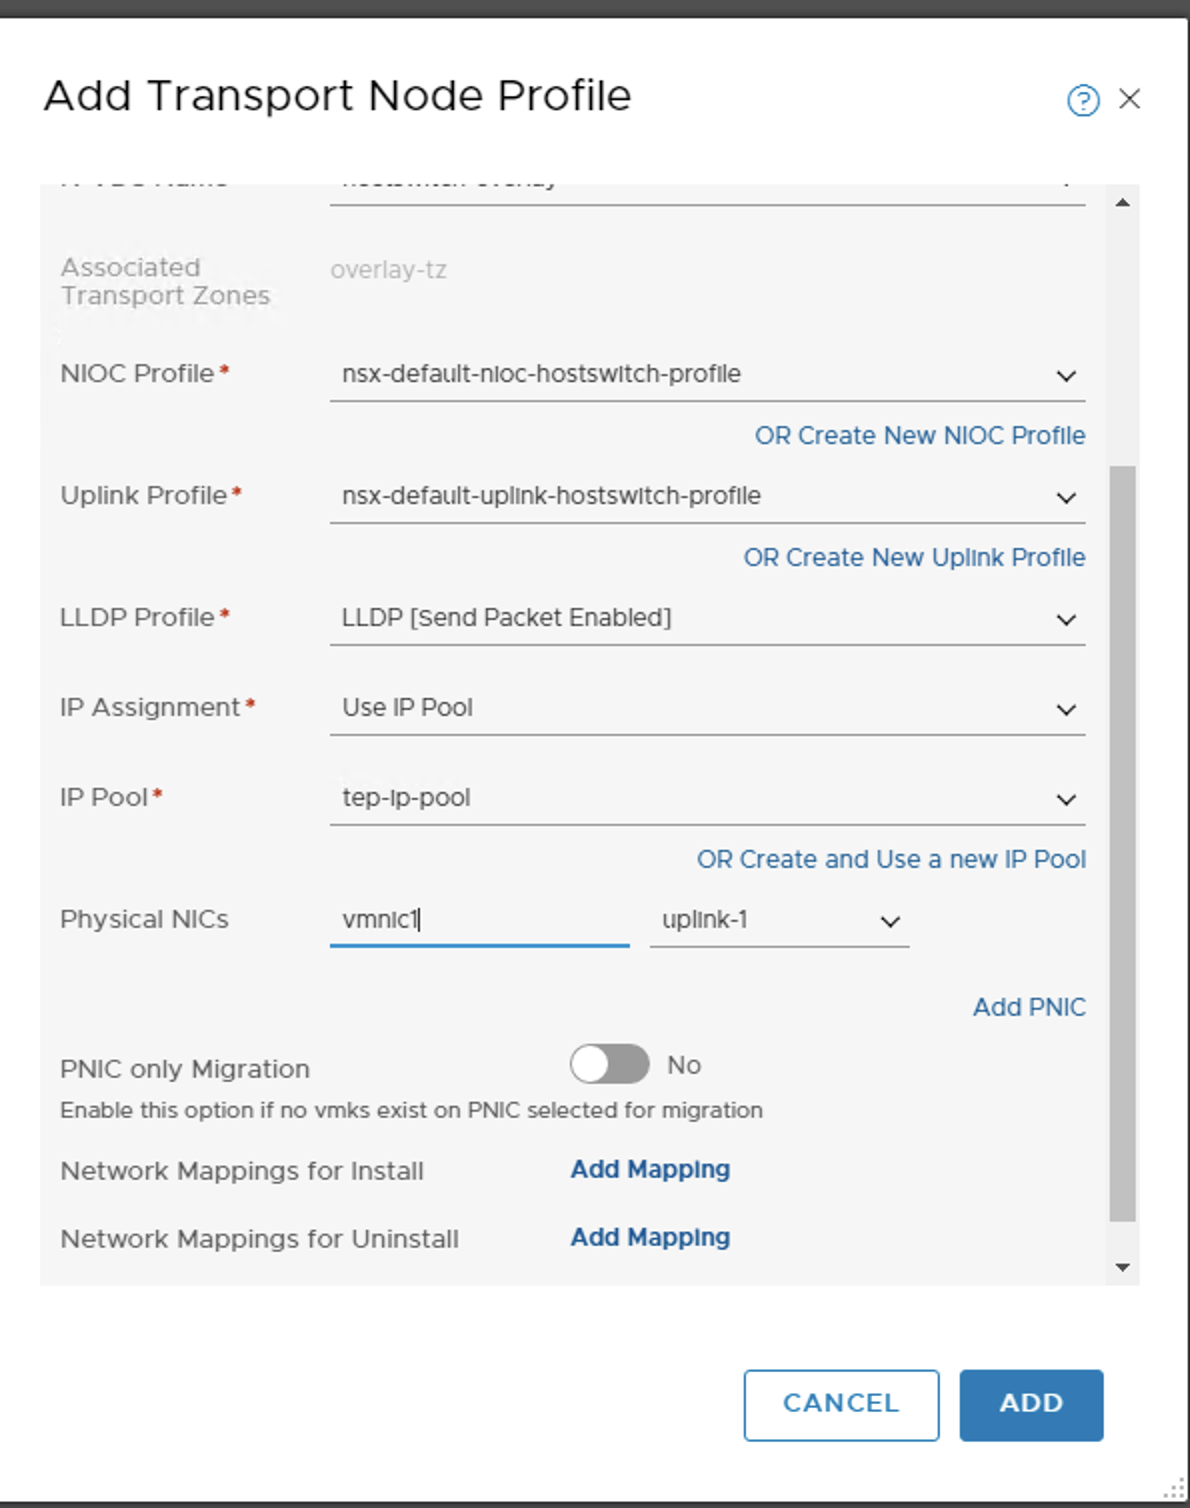 Add Transport Node Profile
hostswitch-overlay
Associated
Transport Zones
overlay-tz
NIOC Profile*
nsx-default-nioc-hostswitch-profile
OR Create New NIOC Profile
Uplink Profile*
nsx-default-uplink-hostswitch-profile
OR Create New Uplink Profile
LLDP Profile*
LLDP [Send Packet Enabled]
IP Assignment*
Use IP Pool
IP Pool*
tep-ip-pool
OR Create and Use a new IP Pool
Physical NICs
vmnic1
uplink-1
Add PNIC
PNIC only Migration
No
Enable this option if no vmks exist on PNIC selected for migration
Network Mappings for Install
Add Mapping
Network Mappings for Uninstall
Add Mapping
CANCEL
ADD